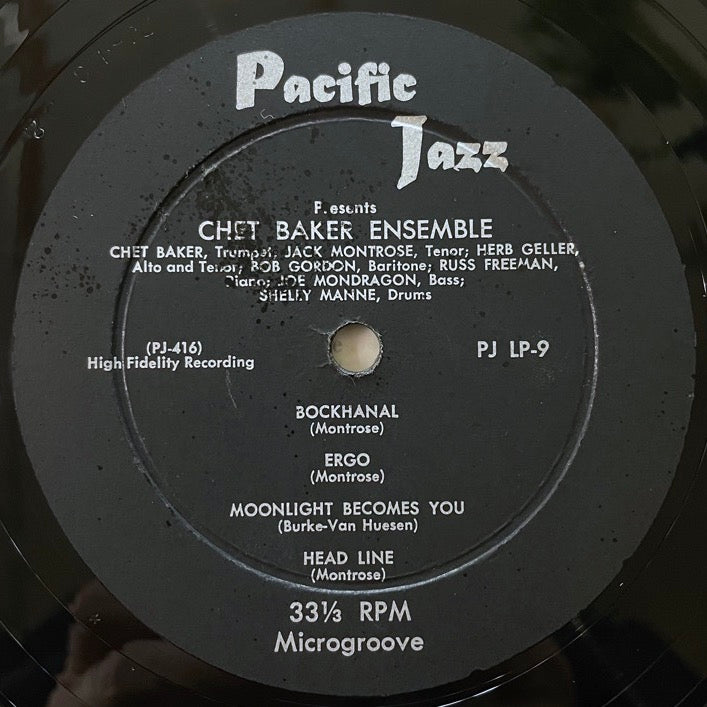 Pacific
Jazz
Presents
CHET BAKER ENSEMBLE
CHET BAKER, Trumpet, JACK MONTROSE, Tenor; HERB GELLER,
Alto and Tenor; BOB GORDON, Baritone; RUSS FREEMAN,
Piano; JOE MONDRAGON, Bass;
SHELLY MANNE, Drums
(PJ-416)
High Fidelity Recording
PJ LP-9
BOCKHANAL
(Montrose)
ERGO
(Montrose)
MOONLIGHT BECOMES YOU
(Burke-Van Huesen)
HEAD LINE
(Montrose)
33⅓ RPM
Microgroove